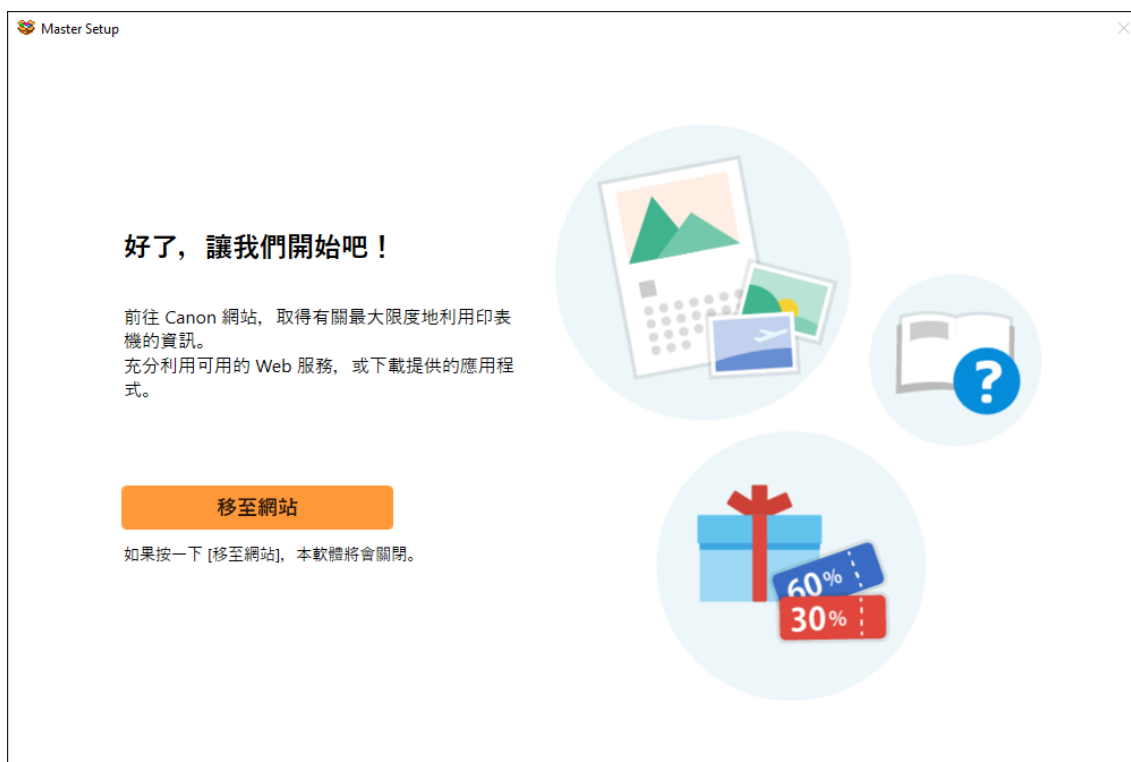 Master Setup
好了，讓我們開始吧！
前往 Canon 網站，取得有關最大限度地利用印表
機的資訊。
充分利用可用的 Web 服務，或下載提供的應用程
式。
移至網站
如果按一下 [移至網站]，本軟體將會關閉。
?
60%
30%